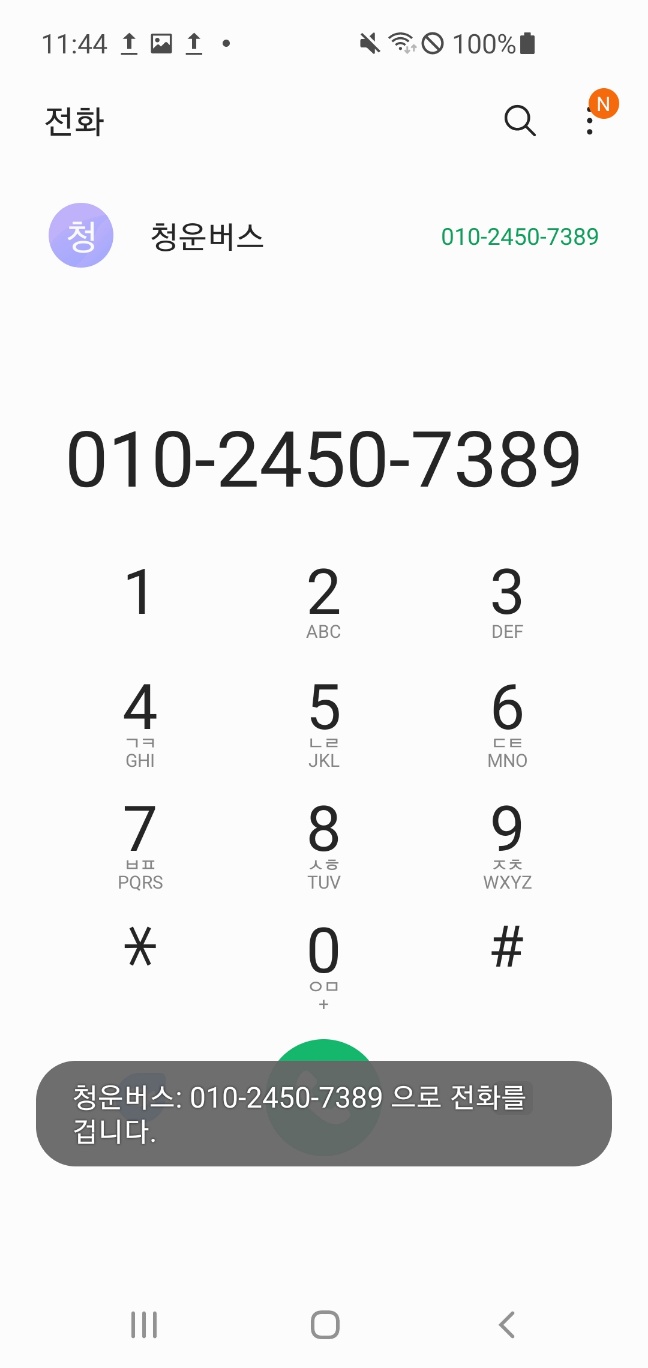 11:44 100%
전화
N
청 청운버스 010-2450-7389
010-2450-7389
1 2 3
ABC DEF
4 5 6
ㄱㅋ ㄴㄹ ㄷㅌ
GHI JKL MNO
7 8 9
ㅂㅍ ㅅㅎ ㅈㅊ
PQRS TUV WXYZ
* 0 #
ㅇㅁ
+
청운버스: 010-2450-7389 으로 전화를
겁니다.